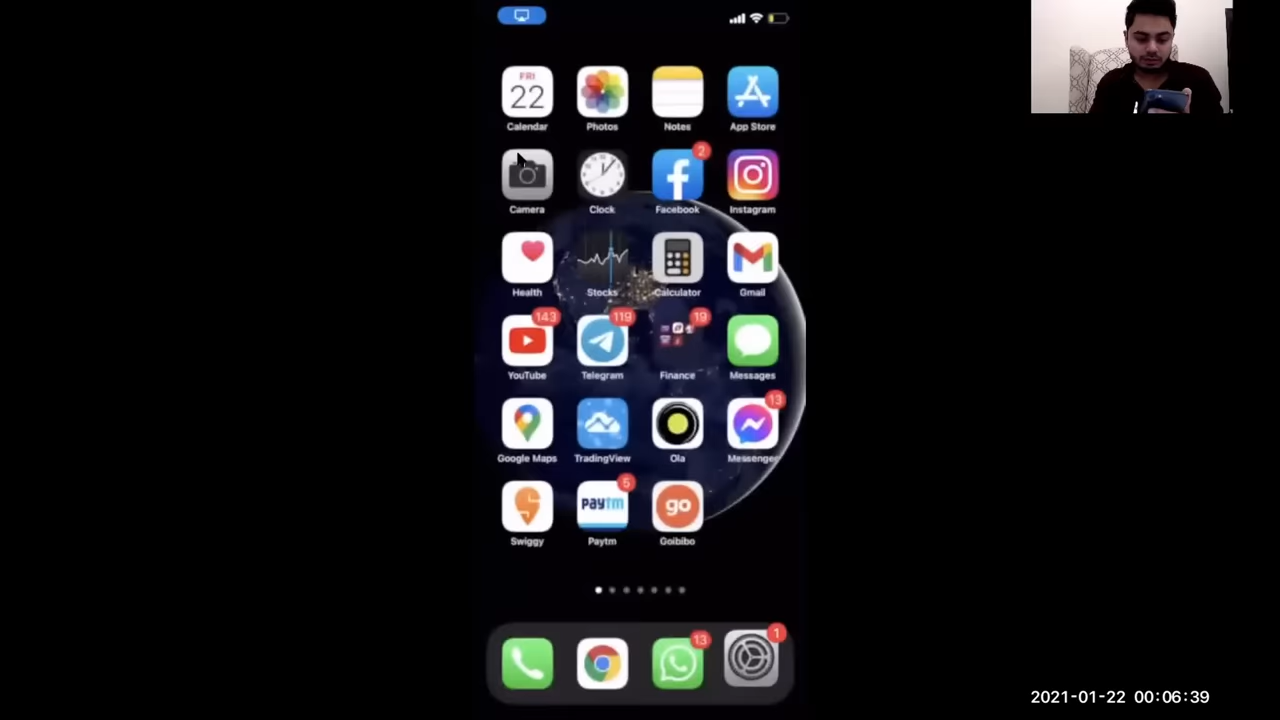 FRI
22
Calendar
Photos
Notes
App Store
2
Camera
Clock
Facebook
Instagram
Health
Stocks
Calculator
Gmail
143
119
19
YouTube
Telegram
Finance
Messages
13
Google Maps
TradingView
Ola
Messenger
5
paytm
go
Swiggy
Paytm
Goibibo
13
1
2021-01-22 00:06:39